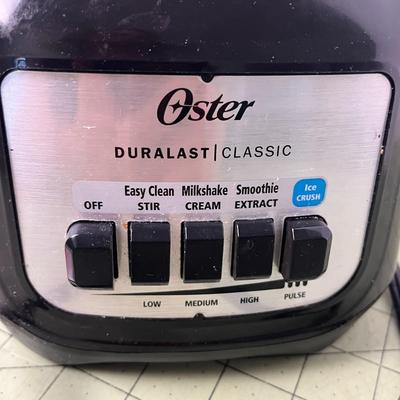 Oster
DURALAST | CLASSIC
Easy Clean Milkshake Smoothie Ice
OFF STIR CREAM EXTRACT CRUSH
LOW MEDIUM HIGH PULSE